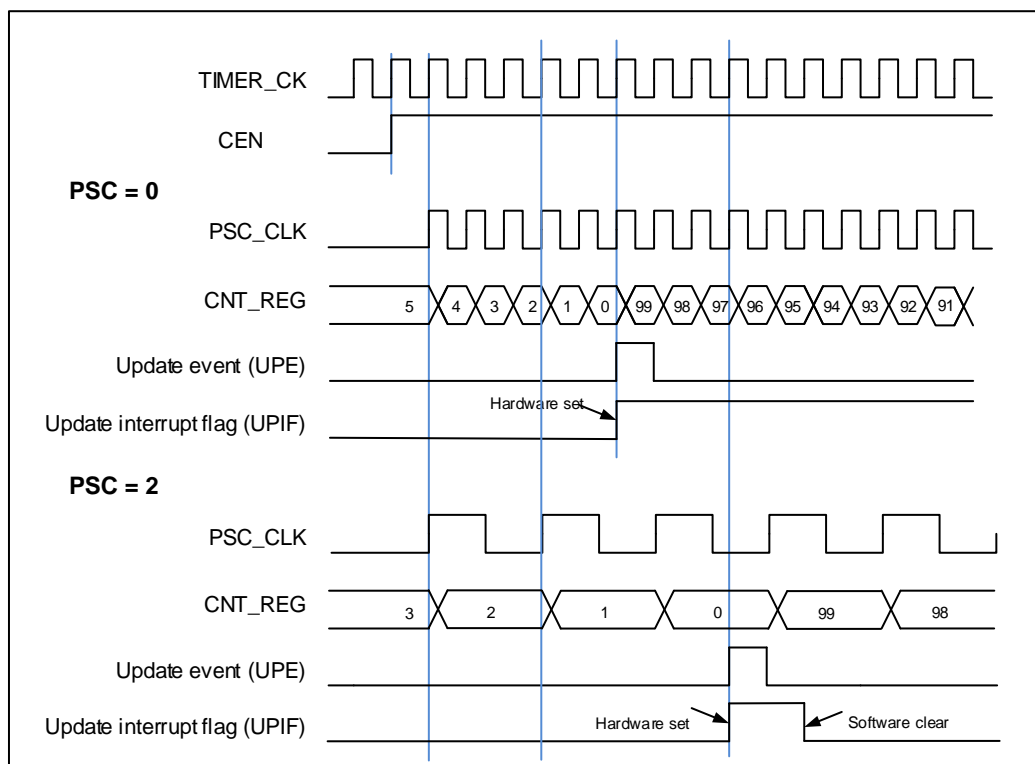 TIMER_CK
CEN
PSC = 0
PSC_CLK
CNT_REG 5 4 3 2 1 0 99 98 97 96 95 94 93 92 91
Update event (UPE)
Hardware set
Update interrupt flag (UPIF)
PSC = 2
PSC_CLK
CNT_REG 3 2 1 0 99 98
Update event (UPE)
Update interrupt flag (UPIF) Hardware set Software clear